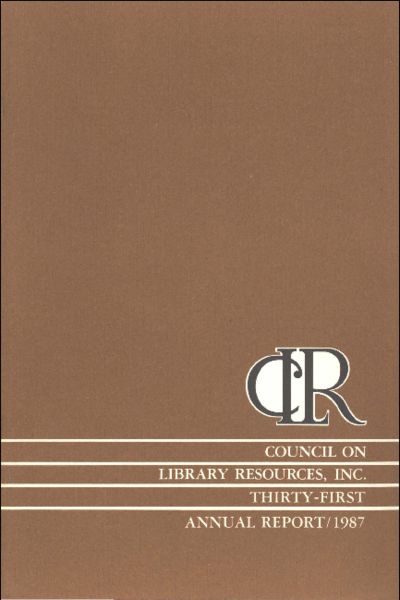 CLR
COUNCIL ON
LIBRARY RESOURCES, INC.
THIRTY-FIRST
ANNUAL REPORT/1987